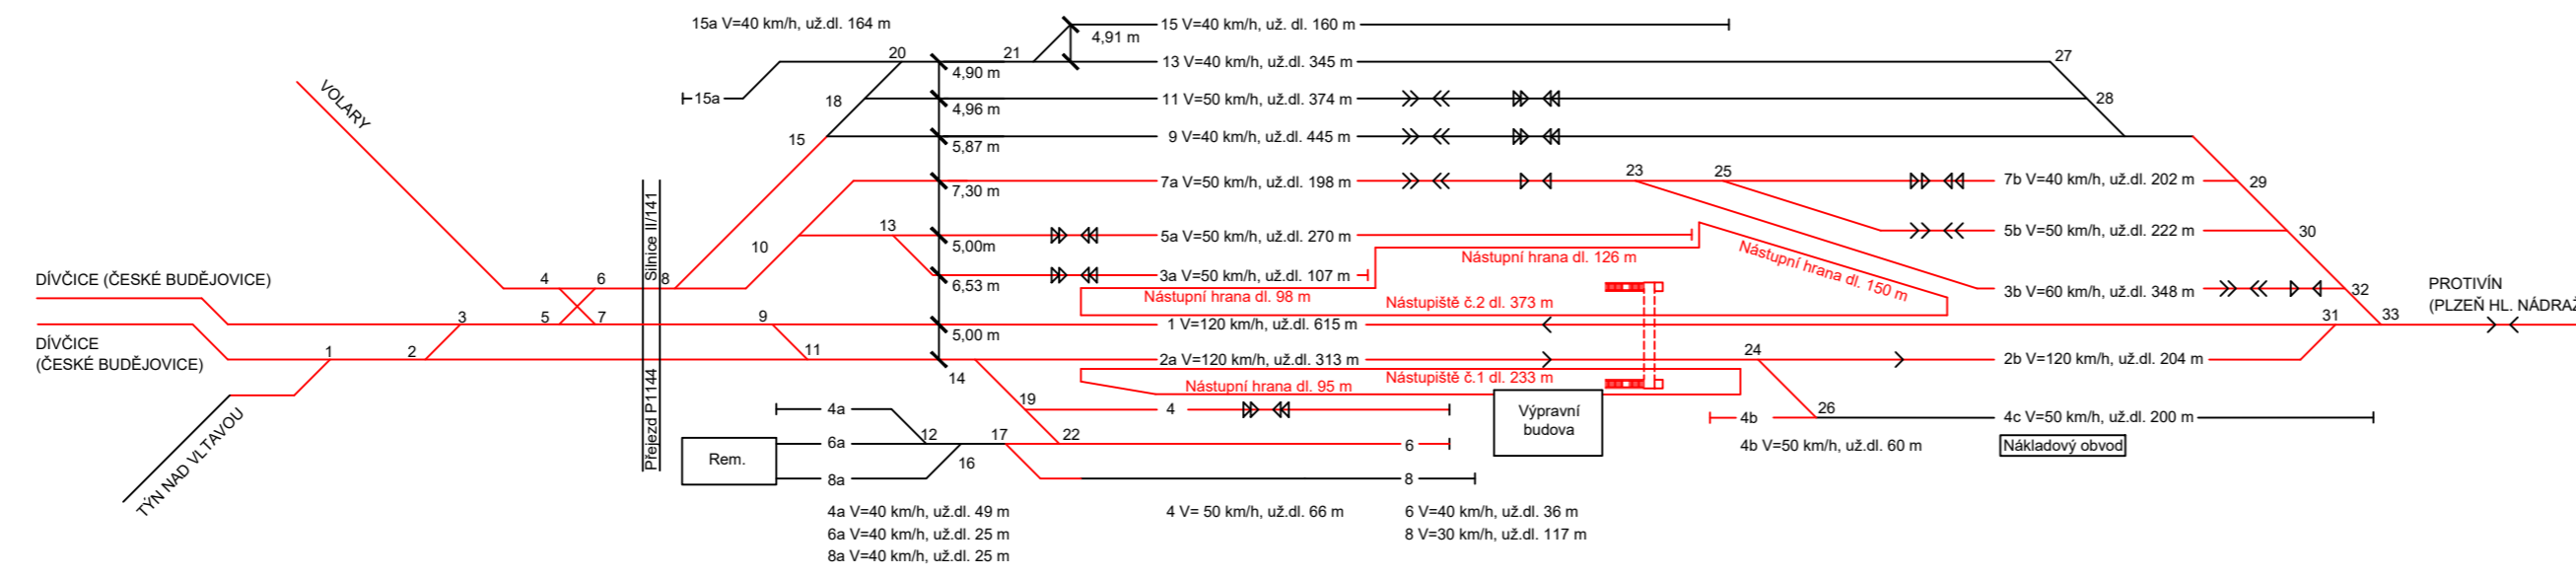 15a V=40 km/h, už.dl. 164 m
15 V=40 km/h, už. dl. 160 m
4,91 m
20
21
13 V=40 km/h, už.dl. 345 m
27
4,90 m
VOLARY
15a
18
11 V=50 km/h, už.dl. 374 m
28
4,96 m
15
9 V=40 km/h, už.dl. 445 m
5,87 m
7a V=50 km/h, už.dl. 198 m
23
25
7b V=40 km/h, už.dl. 202 m
29
7,30 m
Silnice II/141
Přejezd P1144
10
13
5a V=50 km/h, už.dl. 270 m
5b V=50 km/h, už.dl. 222 m
30
5,00m
Nástupní hrana dl. 126 m
Nástupní hrana dl. 150 m
DÍVČICE (ČESKÉ BUDĚJOVICE)
4
6
8
3a V=50 km/h, už.dl. 107 m
6,53 m
Nástupní hrana dl. 98 m
Nástupiště č.2 dl. 373 m
3b V=60 km/h, už.dl. 348 m
32
PROTIVÍN
(PLZEŇ HL. NÁDRAŽ
3
5
7
9
1 V=120 km/h, už.dl. 615 m
31
33
5,00 m
DÍVČICE
(ČESKÉ BUDĚJOVICE)
1
2
11
2a V=120 km/h, už.dl. 313 m
24
2b V=120 km/h, už.dl. 204 m
14
Nástupiště č.1 dl. 233 m
Nástupní hrana dl. 95 m
TÝN NAD VLTAVOU
4a
19
4
Výpravní
budova
4b
26
4c V=50 km/h, už.dl. 200 m
6a
12
17
22
6
4b V=50 km/h, už.dl. 60 m
Nákladový obvod
Rem.
16
8a
8
4a V=40 km/h, už.dl. 49 m
4 V= 50 km/h, už.dl. 66 m
6 V=40 km/h, už.dl. 36 m
6a V=40 km/h, už.dl. 25 m
8 V=30 km/h, už.dl. 117 m
8a V=40 km/h, už.dl. 25 m